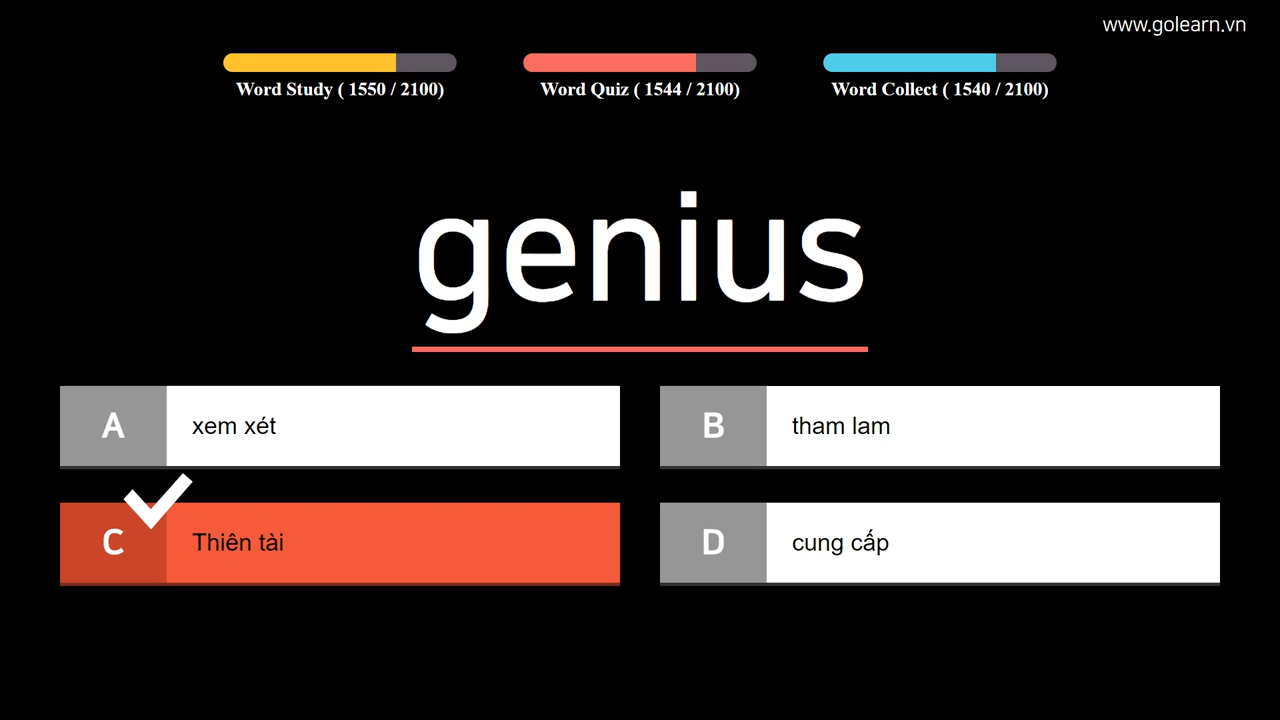 www.golearn.vn
Word Study ( 1550 / 2100)
Word Quiz ( 1544 / 2100)
Word Collect ( 1540 / 2100)
genius
A xem xét
B tham lam
C Thiên tài
D cung cấp